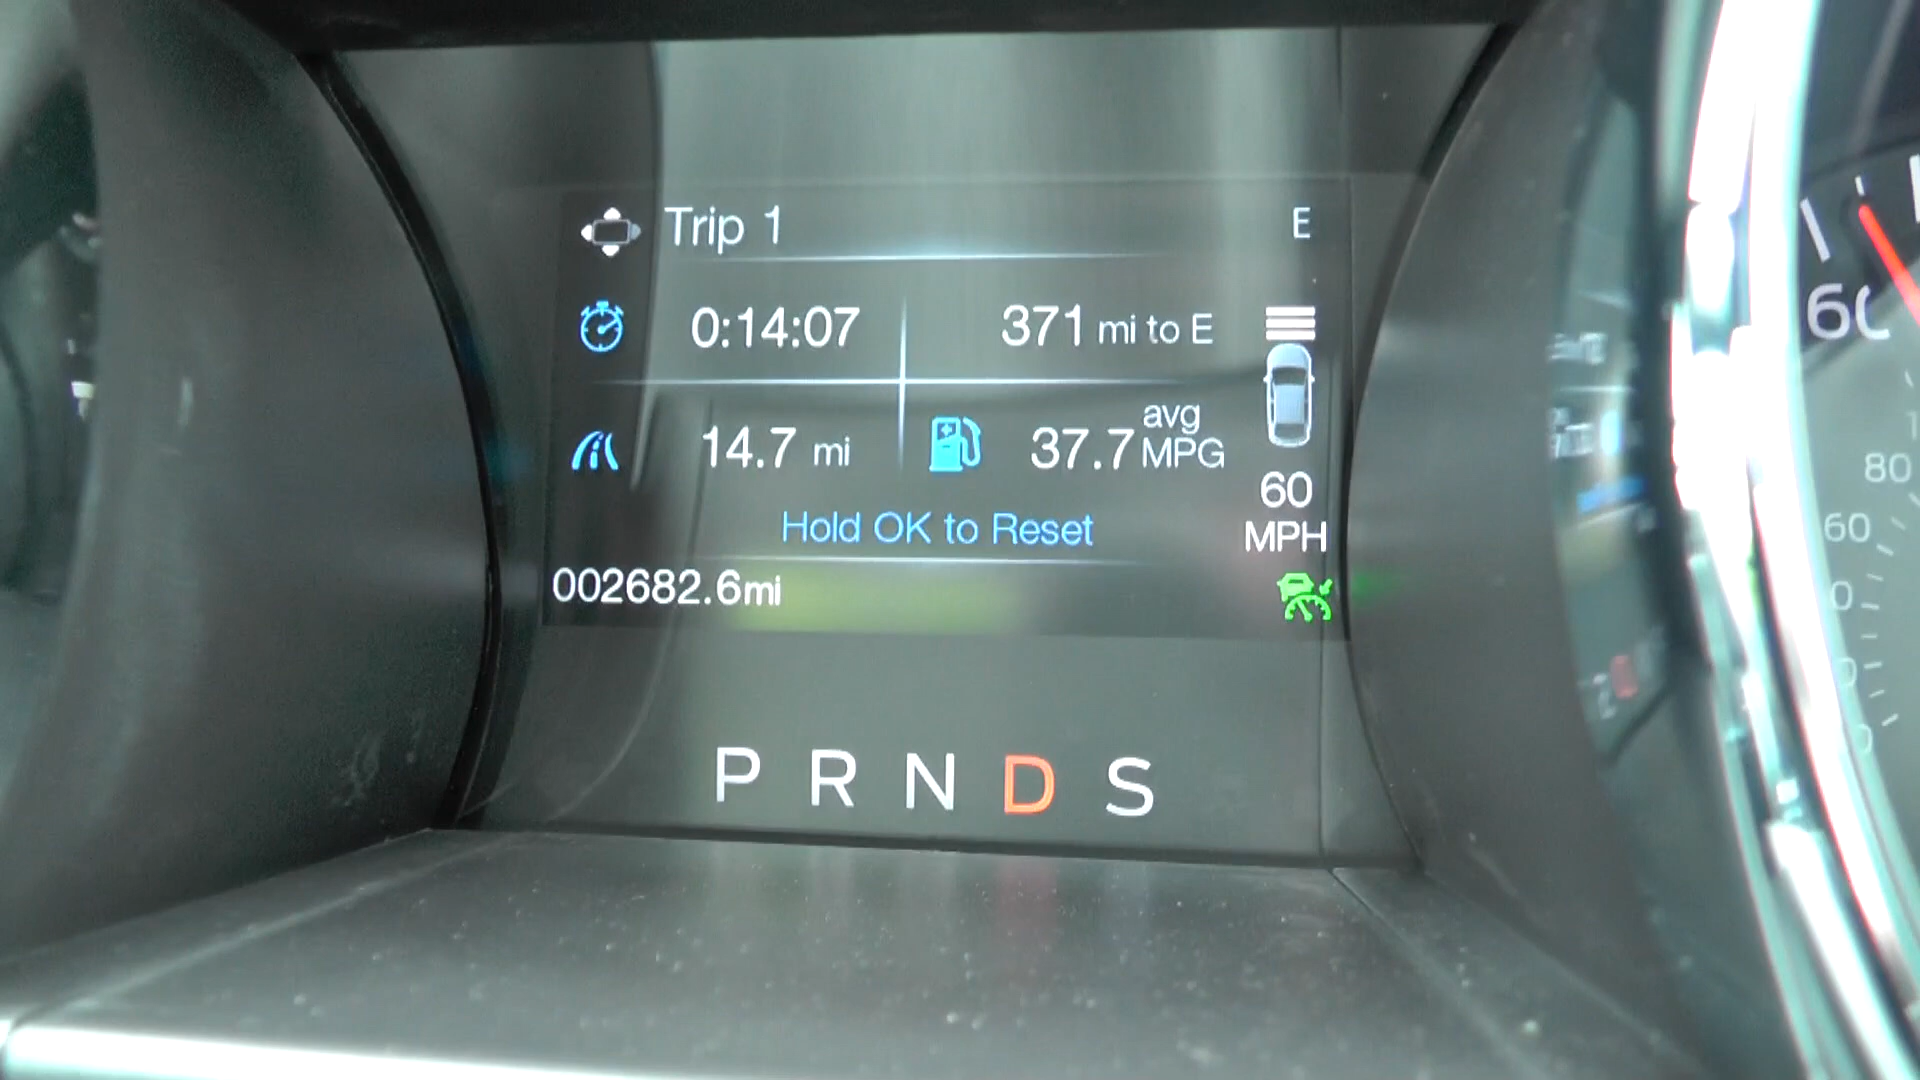 Trip 1 E
0:14:07 371 mi to E
14.7 mi 37.7 avg MPG
60
MPH
Hold OK to Reset
002682.6mi
P R N D S
60
80
60